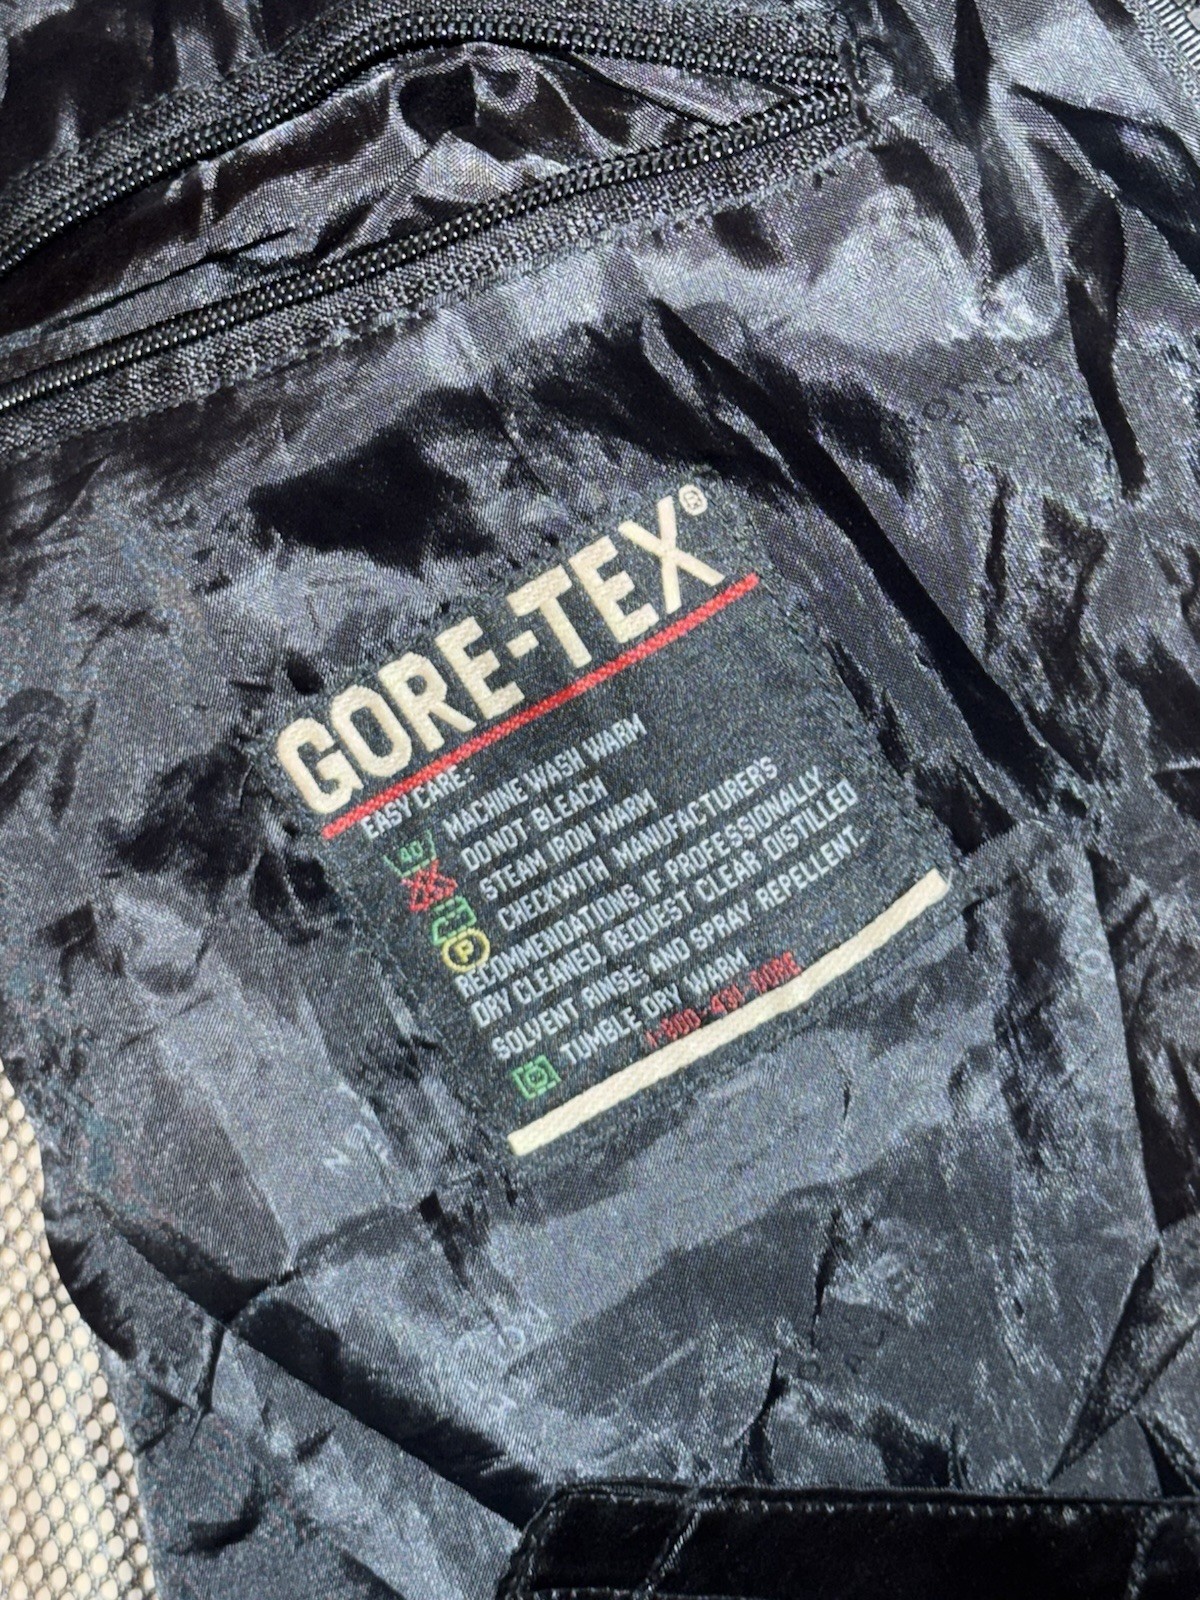 GORE-TEX®
EASY CARE:
40 MACHINE WASH WARM
DO NOT BLEACH
STEAM IRON WARM
P CHECK WITH MANUFACTURER'S
RECOMMENDATIONS. IF PROFESSIONALLY
DRY CLEANED, REQUEST CLEAR DISTILLED
SOLVENT RINSE; AND SPRAY REPELLENT.
TUMBLE DRY WARM
1-800-431-GORE